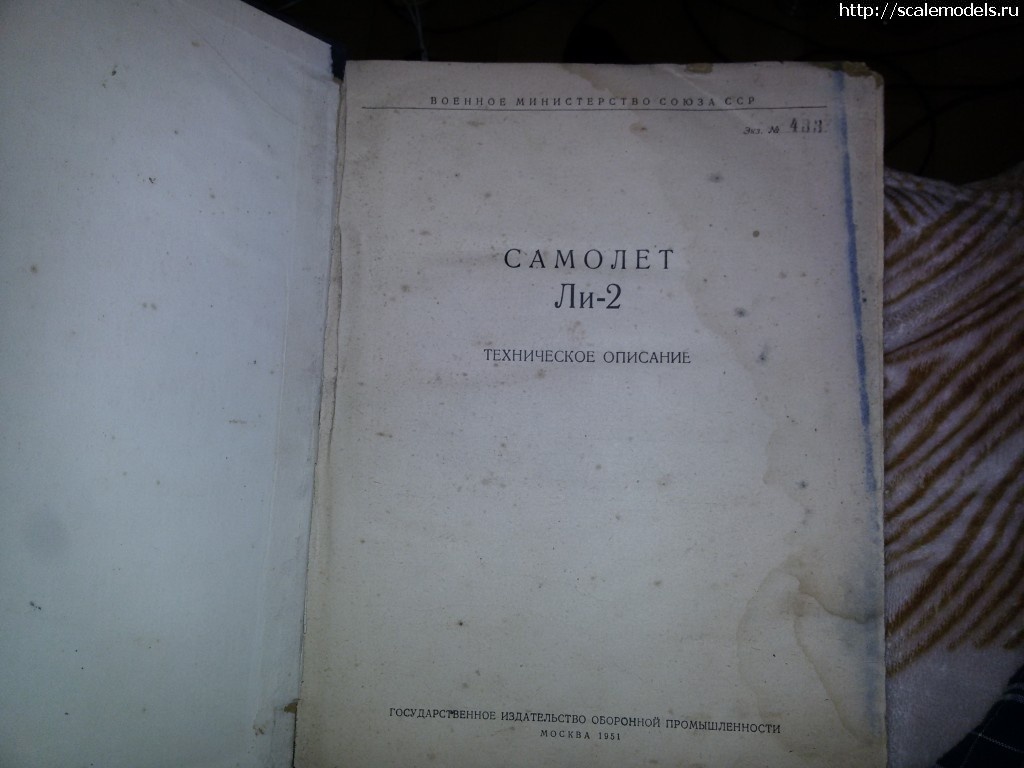 http://scalemodels.ru
ВОЕННОЕ МИНИСТЕРСТВО СОЮЗА ССР
Экз. № 433
САМОЛЕТ
Ли-2
ТЕХНИЧЕСКОЕ ОПИСАНИЕ
ГОСУДАРСТВЕННОЕ ИЗДАТЕЛЬСТВО ОБОРОННОЙ ПРОМЫШЛЕННОСТИ
МОСКВА 1951